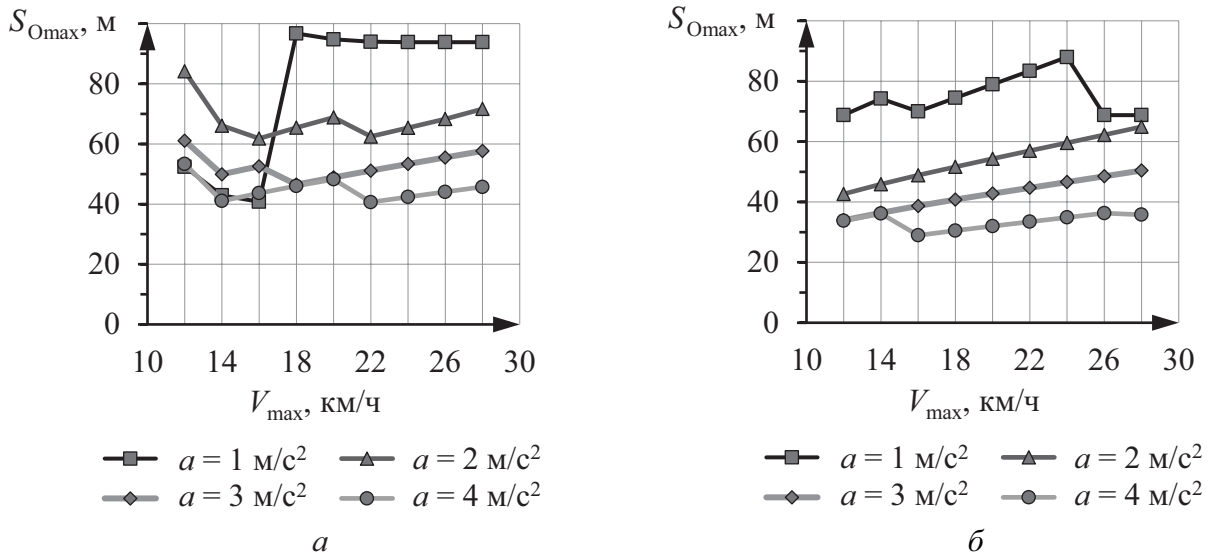 S_Omax, м
80
60
40
20
0
10 14 18 22 26 30
V_max, км/ч
a = 1 м/с² a = 2 м/с²
a = 3 м/с² a = 4 м/с²
а
S_Omax, м
80
60
40
20
0
10 14 18 22 26 30
V_max, км/ч
a = 1 м/с² a = 2 м/с²
a = 3 м/с² a = 4 м/с²
б